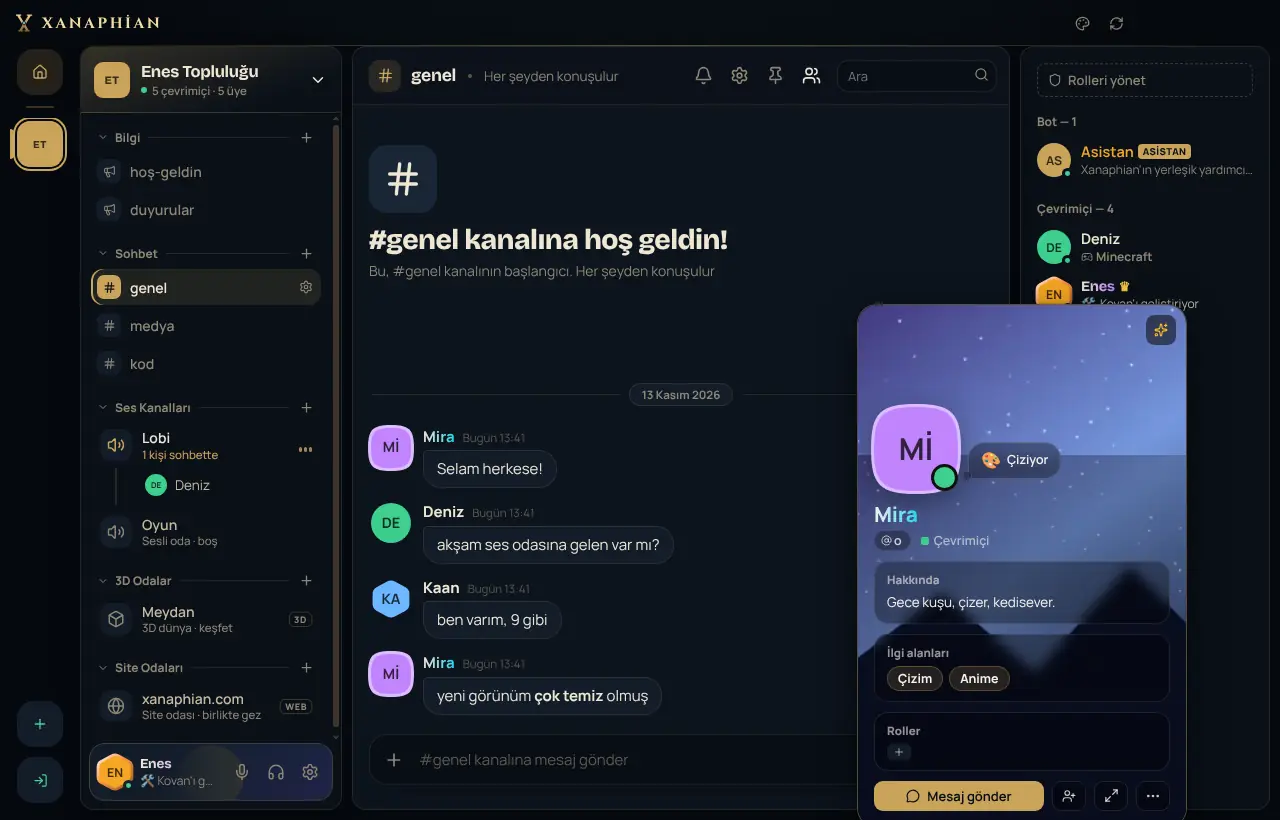 XANAPHİAN
ET
Enes Topluluğu
5 çevrimiçi · 5 üye
Bilgi
hoş-geldin
duyurular
Sohbet
genel
medya
kod
Ses Kanalları
Lobi
1 kişi sohbette
DE Deniz
Oyun
Sesli oda · boş
3D Odalar
Meydan
3D dünya · keşfet
3D
Site Odaları
xanaphian.com
Site odası · birlikte gez
WEB
EN
Enes
🛠️ Kovan'ı g...
ET
# genel • Her şeyden konuşulur
Ara
#
#genel kanalına hoş geldin!
Bu, #genel kanalının başlangıcı. Her şeyden konuşulur
13 Kasım 2026
Mİ
Mira Bugün 13:41
Selam herkese!
DE
Deniz Bugün 13:41
akşam ses odasına gelen var mı?
KA
Kaan Bugün 13:41
ben varım, 9 gibi
Mİ
Mira Bugün 13:41
yeni görünüm çok temiz olmuş
#genel kanalına mesaj gönder
Rolleri yönet
Bot — 1
AS
Asistan ASİSTAN
Xanaphian'ın yerleşik yardımcı...
Çevrimiçi — 4
DE
Deniz
Minecraft
EN
Enes
🛠️ Kovan'ı geliştiriyor
Mİ
🎨 Çiziyor
Mira
@o Çevrimiçi
Hakkında
Gece kuşu, çizer, kedisever.
İlgi alanları
Çizim Anime
Roller
+
Mesaj gönder